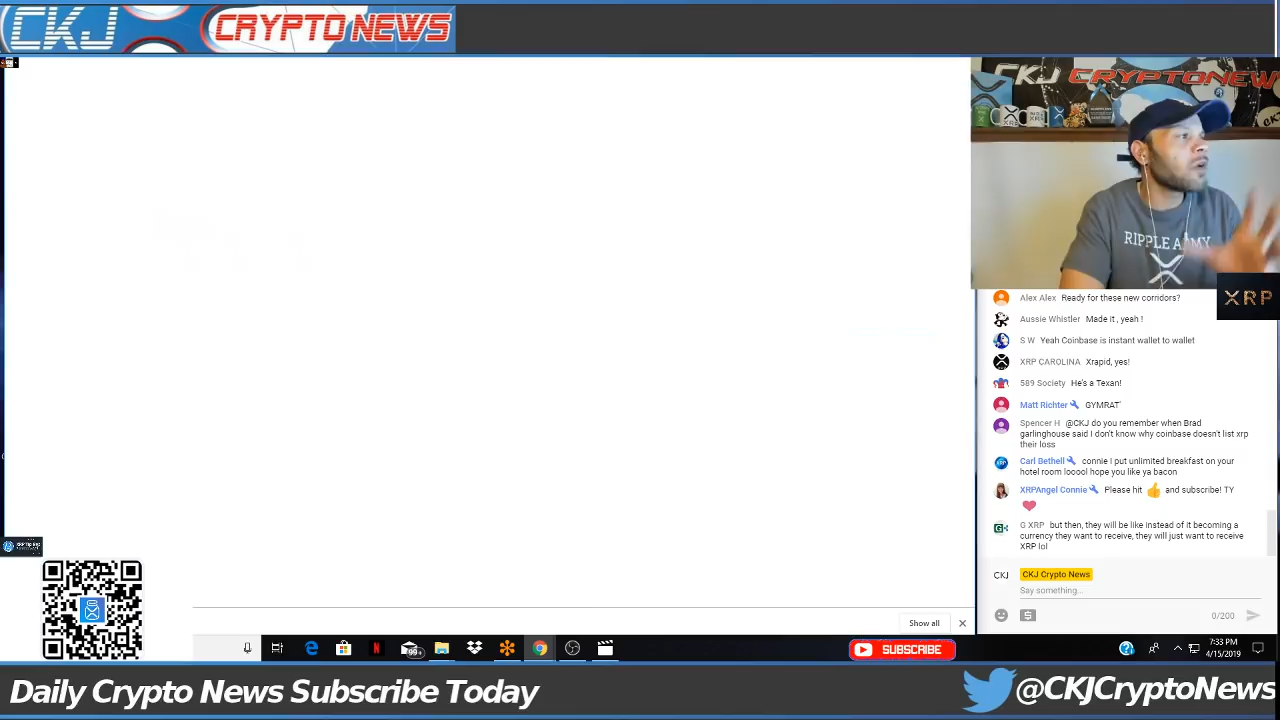 CKJ CRYPTO NEWS
CKJ CRYPTONEW
RIPPLE ARMY
XRP
Alex Alex Ready for these new corridors?
Aussie Whistler Made it , yeah !
S W Yeah Coinbase is instant wallet to wallet
XRP CAROLINA Xrapid, yes!
589 Society He's a Texan!
Matt Richter GYMRAT'
Spencer H @CKJ do you remember when Brad
garlinghouse said I don't know why coinbase doesn't list xrp
their loss
Carl Bethell connie I put unlimited breakfast on your
hotel room looool hope you like ya bacon
XRPAngel Connie Please hit 👍 and subscribe! TY
❤
G XRP but then, they will be like instead of it becoming a
currency they want to receive, they will just want to receive
XRP lol
CKJ CKJ Crypto News
Say something...
0/200
Show all
99+
SUBSCRIBE
7:33 PM
4/15/2019
Daily Crypto News Subscribe Today
@CKJCryptoNews